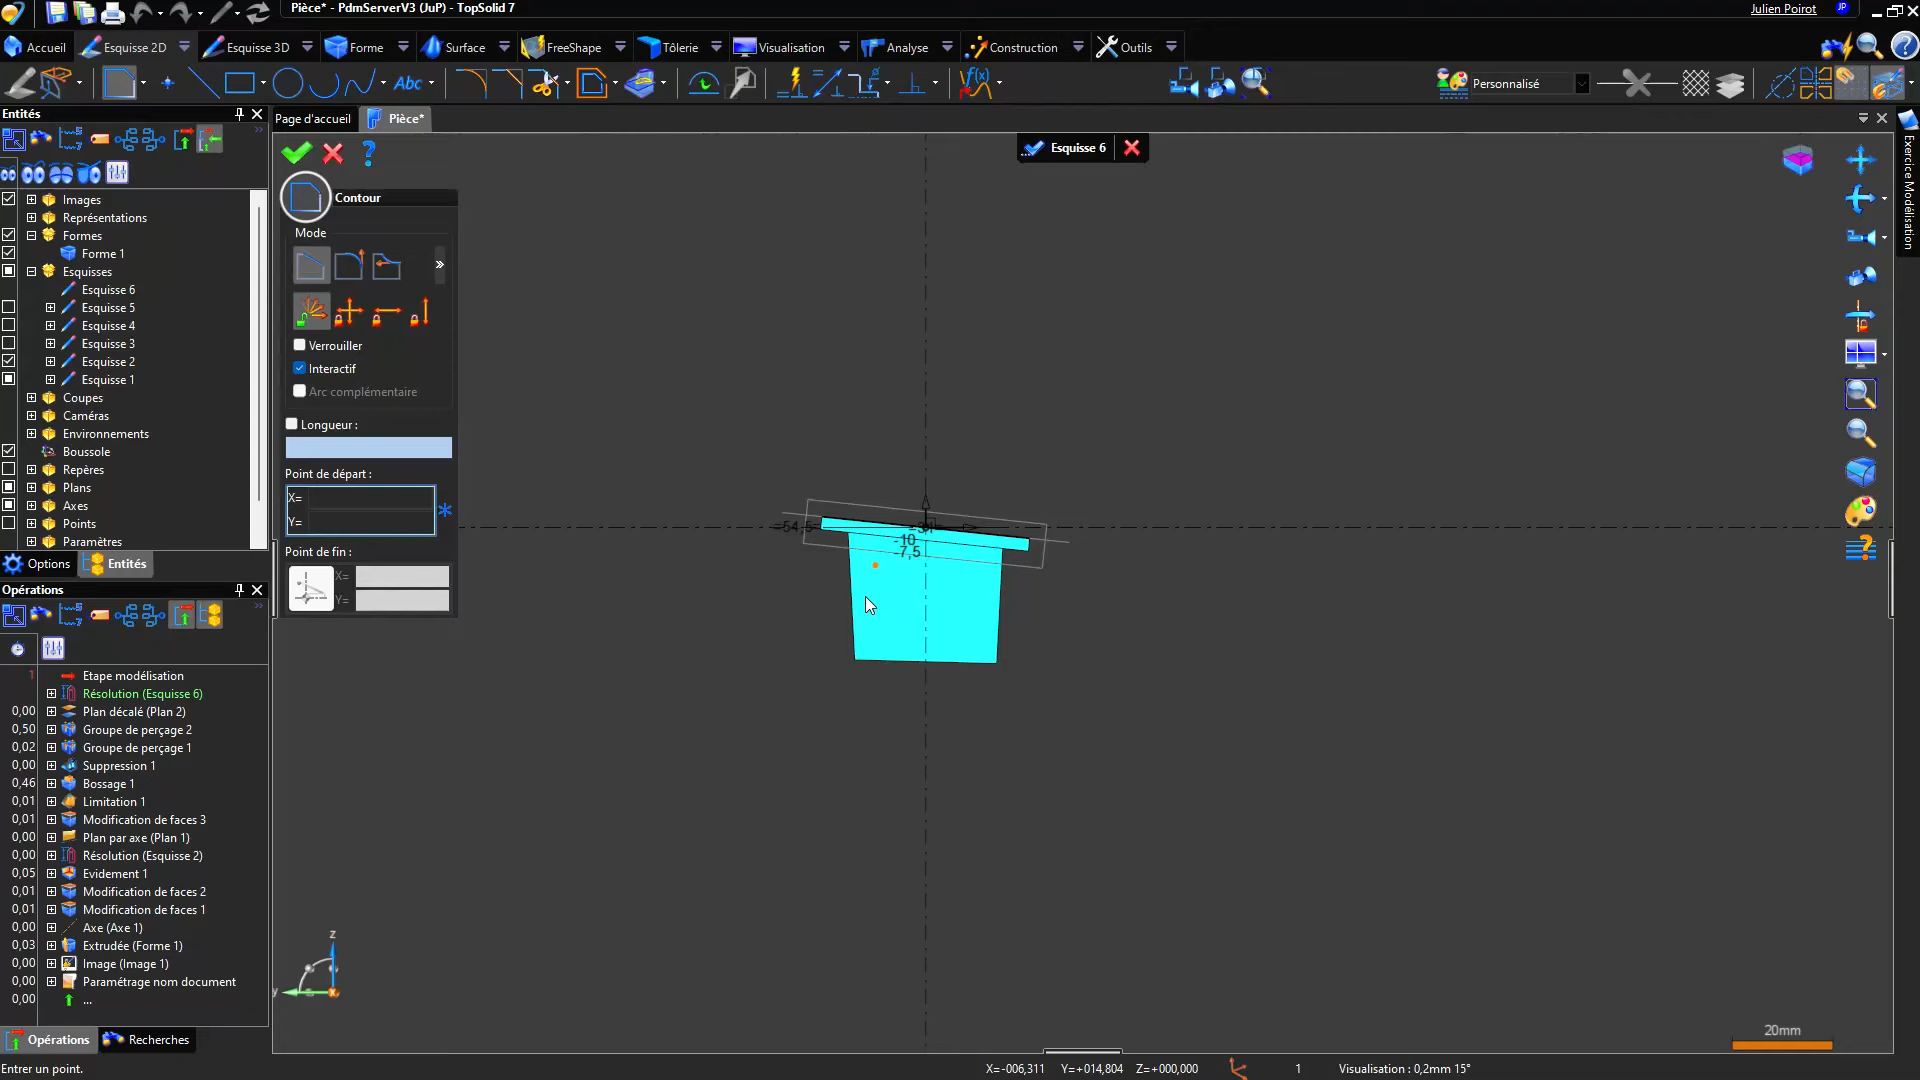 Pièce* - PdmServerV3 (JuP) - TopSolid 7
Julien Poirot
JP
Accueil
Esquisse 2D
Esquisse 3D
Forme
Surface
FreeShape
Tôlerie
Visualisation
Analyse
Construction
Outils
Abc
Personnalisé
Entités
Page d'accueil
Pièce*
Exercice Modélisation
Esquisse 6
Images
Représentations
Formes
Forme 1
Esquisses
Esquisse 6
Esquisse 5
Esquisse 4
Esquisse 3
Esquisse 2
Esquisse 1
Coupes
Caméras
Environnements
Boussole
Repères
Plans
Axes
Points
Paramètres
Options
Entités
Contour
Mode
Verrouiller
Interactif
Arc complémentaire
Longueur :
Point de départ :
X=
Y=
Point de fin :
X=
Y=
-10
-7,5
Opérations
1 Etape modélisation
Résolution (Esquisse 6)
0,00 Plan décalé (Plan 2)
0,50 Groupe de perçage 2
0,02 Groupe de perçage 1
0,00 Suppression 1
0,46 Bossage 1
0,01 Limitation 1
0,01 Modification de faces 3
0,00 Plan par axe (Plan 1)
0,00 Résolution (Esquisse 2)
0,05 Evidement 1
0,01 Modification de faces 2
0,01 Modification de faces 1
0,00 Axe (Axe 1)
0,03 Extrudée (Forme 1)
0,00 Image (Image 1)
0,00 Paramétrage nom document
0,00 ...
z
y
20mm
Opérations
Recherches
Entrer un point.
X=-006,311 Y=+014,804 Z=+000,000
1
Visualisation : 0,2mm 15°